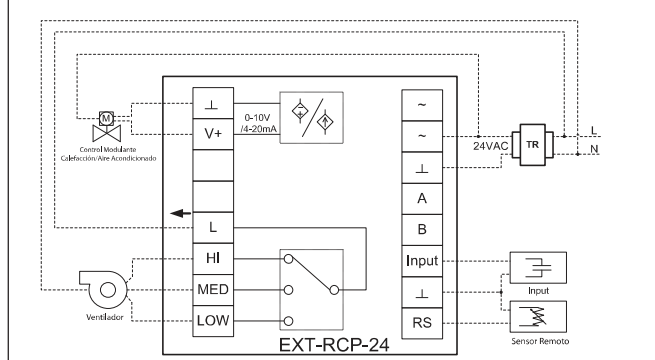 ⊥
V+
0-10V
/4-20mA
M
Control Modulante
Calefacción/Aire Acondicionado
L
HI
MED
LOW
Ventilador
~
~
⊥
A
B
Input
⊥
RS
24VAC
TR
L
N
Input
Sensor Remoto
EXT-RCP-24